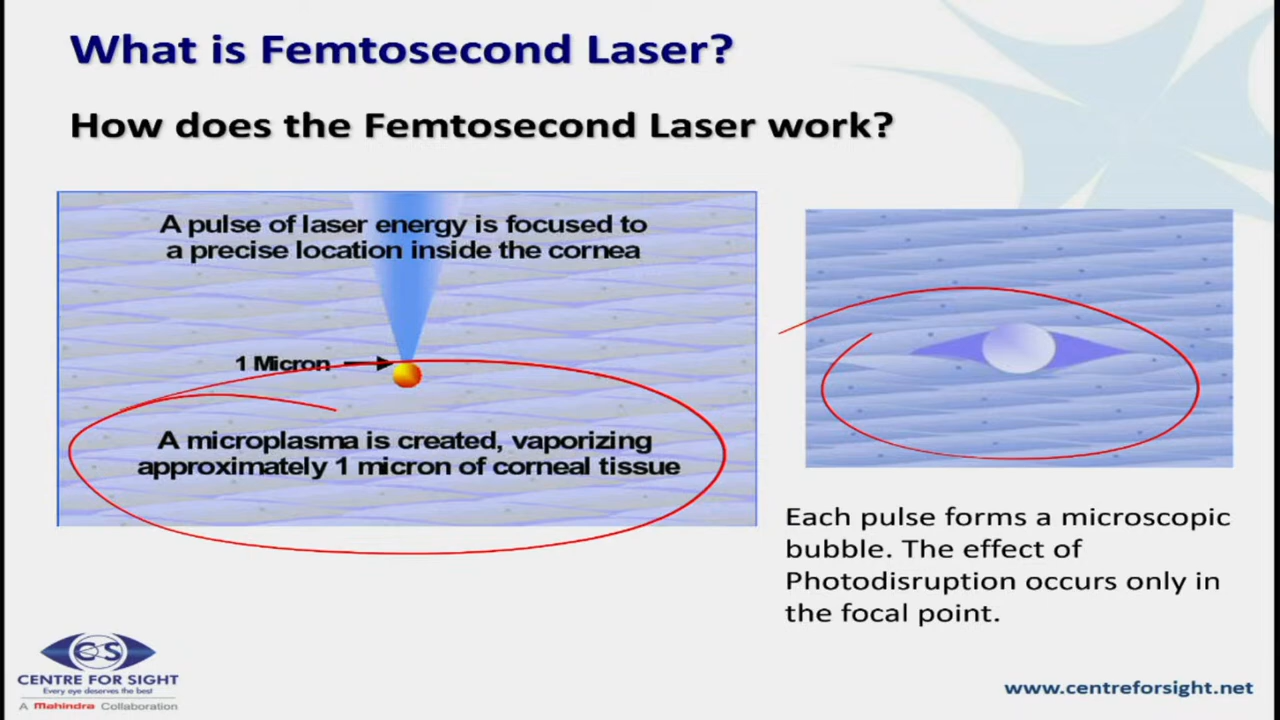 What is Femtosecond Laser?
How does the Femtosecond Laser work?
A pulse of laser energy is focused to
a precise location inside the cornea
1 Micron
A microplasma is created, vaporizing
approximately 1 micron of corneal tissue
Each pulse forms a microscopic
bubble. The effect of
Photodisruption occurs only in
the focal point.
CS
CENTRE FOR SIGHT
Every eye deserves the best
A Mahindra Collaboration
www.centreforsight.net